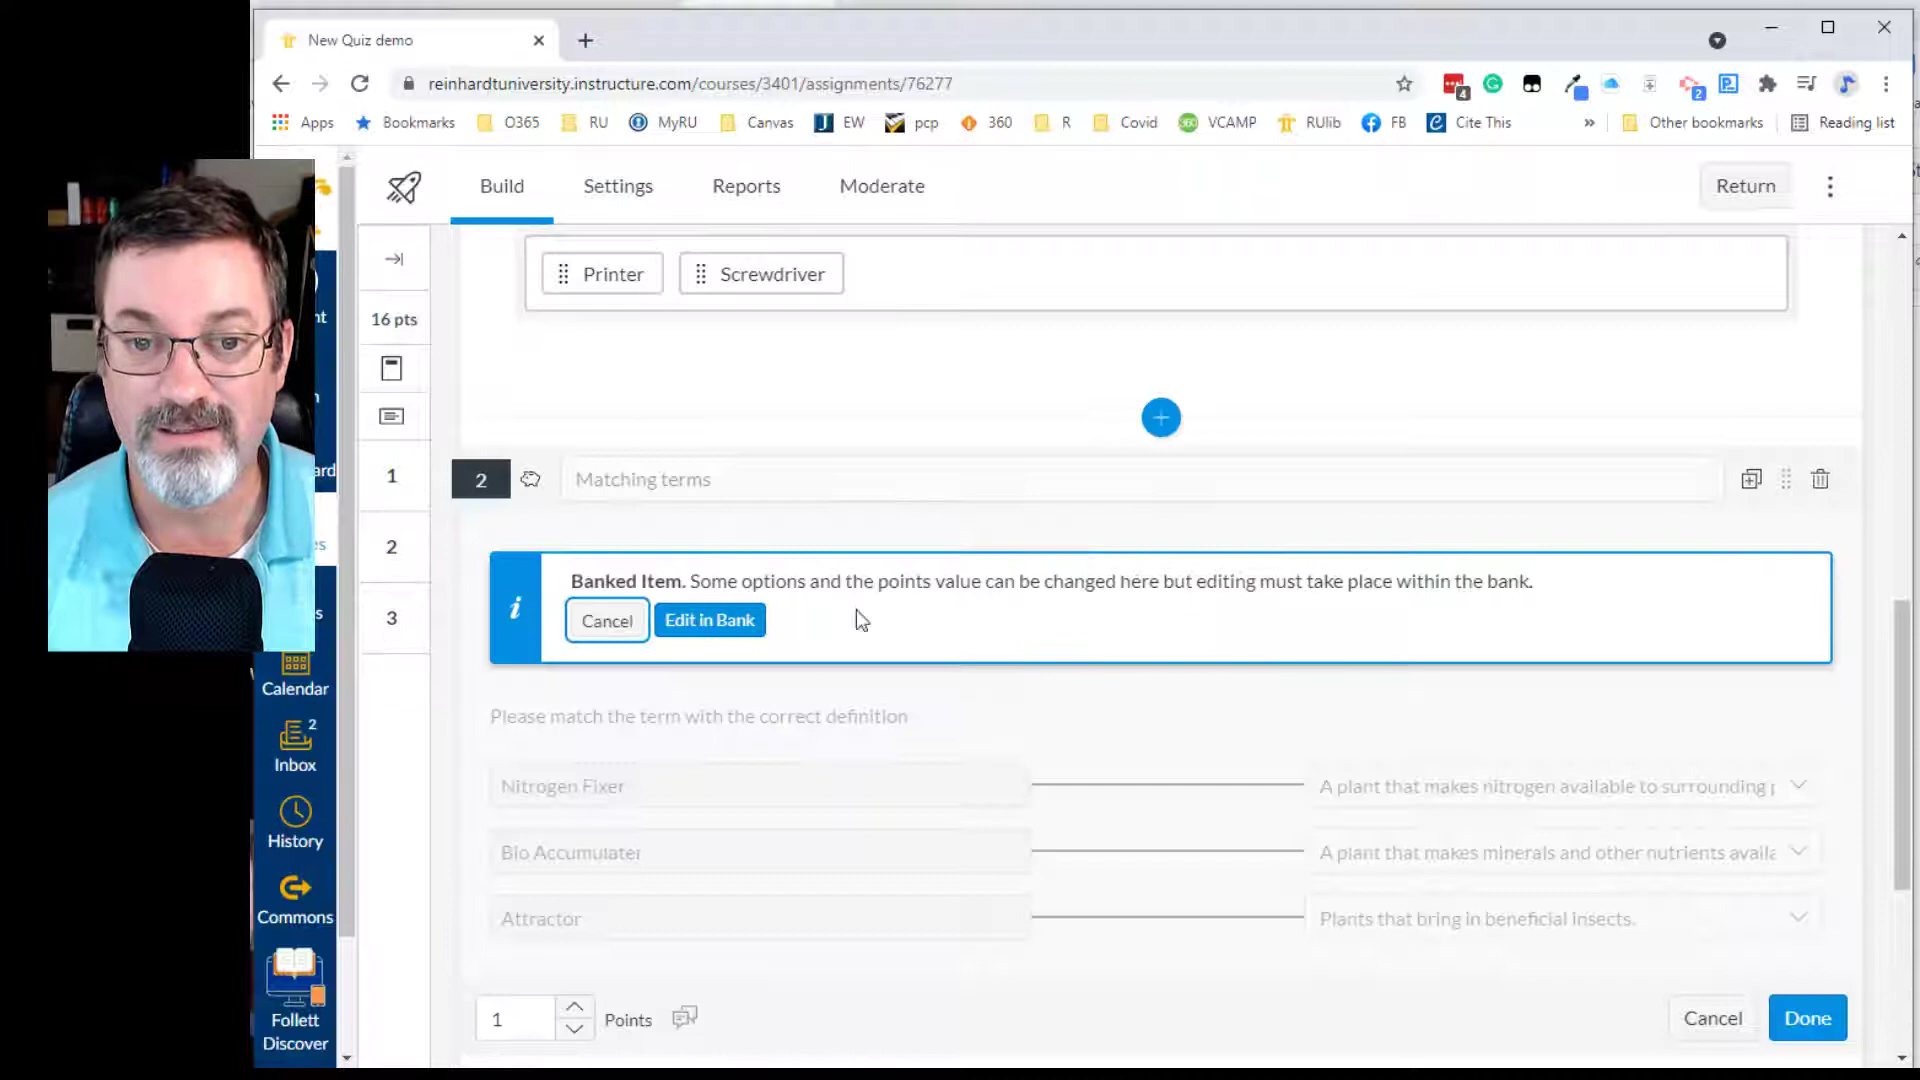 New Quiz demo
reinhardtuniversity.instructure.com/courses/3401/assignments/76277
4
2
Apps
Bookmarks
O365
RU
MyRU
Canvas
EW
pcp
360
R
Covid
VCAMP
RUlib
FB
Cite This
»
Other bookmarks
Reading list
Build
Settings
Reports
Moderate
Return
Printer
Screwdriver
16 pts
1
2
3
2
Matching terms
Banked Item. Some options and the points value can be changed here but editing must take place within the bank.
Cancel
Edit in Bank
Please match the term with the correct definition
Nitrogen Fixer
A plant that makes nitrogen available to surrounding
Bio Accumulater
A plant that makes minerals and other nutrients availa
Attractor
Plants that bring in beneficial insects.
1
Points
Cancel
Done
Calendar
2
Inbox
History
Commons
Follett
Discover